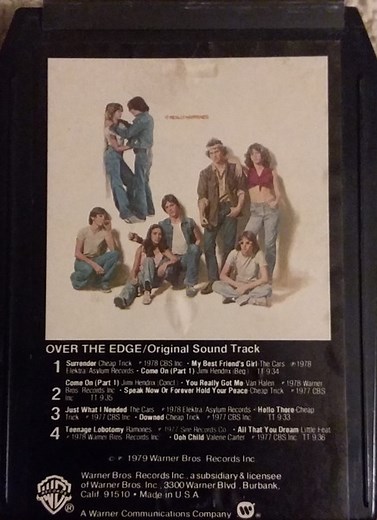 IT REALLY HAPPENED.
OVER THE EDGE/Original Sound Track
1 Surrender Cheap Trick ℗ 1978 CBS Inc • My Best Friend's Girl The Cars ℗ 1978
Elektra/Asylum Records • Come On (Part 1) Jimi Hendrix (Beg) TT 9:34
2 Come On (Part 1) Jimi Hendrix (Concl) • You Really Got Me Van Halen ℗ 1978 Warner
Bros. Records Inc • Speak Now Or Forever Hold Your Peace Cheap Trick ℗ 1977 CBS
Inc TT 9:35
3 Just What I Needed The Cars ℗ 1978 Elektra/Asylum Records • Hello There Cheap
Trick ℗ 1977 CBS Inc • Downed Cheap Trick ℗ 1977 CBS Inc TT 9:33
4 Teenage Lobotomy Ramones ℗ 1977 Sire Records Co • All That You Dream Little Feat
℗ 1978 Warner Bros. Records Inc • Ooh Child Valerie Carter ℗ 1977 CBS Inc TT 9:36
© ℗ 1979 Warner Bros. Records Inc.
Warner Bros. Records Inc., a subsidiary & licensee
of Warner Bros. Inc., 3300 Warner Blvd., Burbank,
Calif. 91510 • Made in U.S.A.
A Warner Communications Company
WB ®